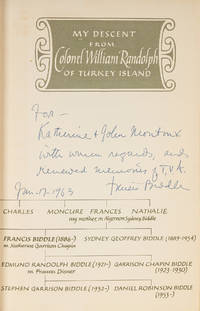 MY DESCENT
FROM
Colonel William Randolph
OF TURKEY ISLAND
For —
Katherine & John Montoux
with warm regards, and
renewed memories of T.V.A.
Francis Biddle
Jan. 17. 1963
CHARLES MONCURE FRANCES NATHALIE
my mother, m Algernon Sydney Biddle
FRANCIS BIDDLE (1886-) SYDNEY GEOFFREY BIDDLE (1889-1954)
m Katherine Garrison Chapin
EDMUND RANDOLPH BIDDLE (1921-) GARRISON CHAPIN BIDDLE
m Frances Disner (1923-1930)
STEPHEN GARRISON BIDDLE (1952-) DANIEL ROBINSON BIDDLE
(1953-)